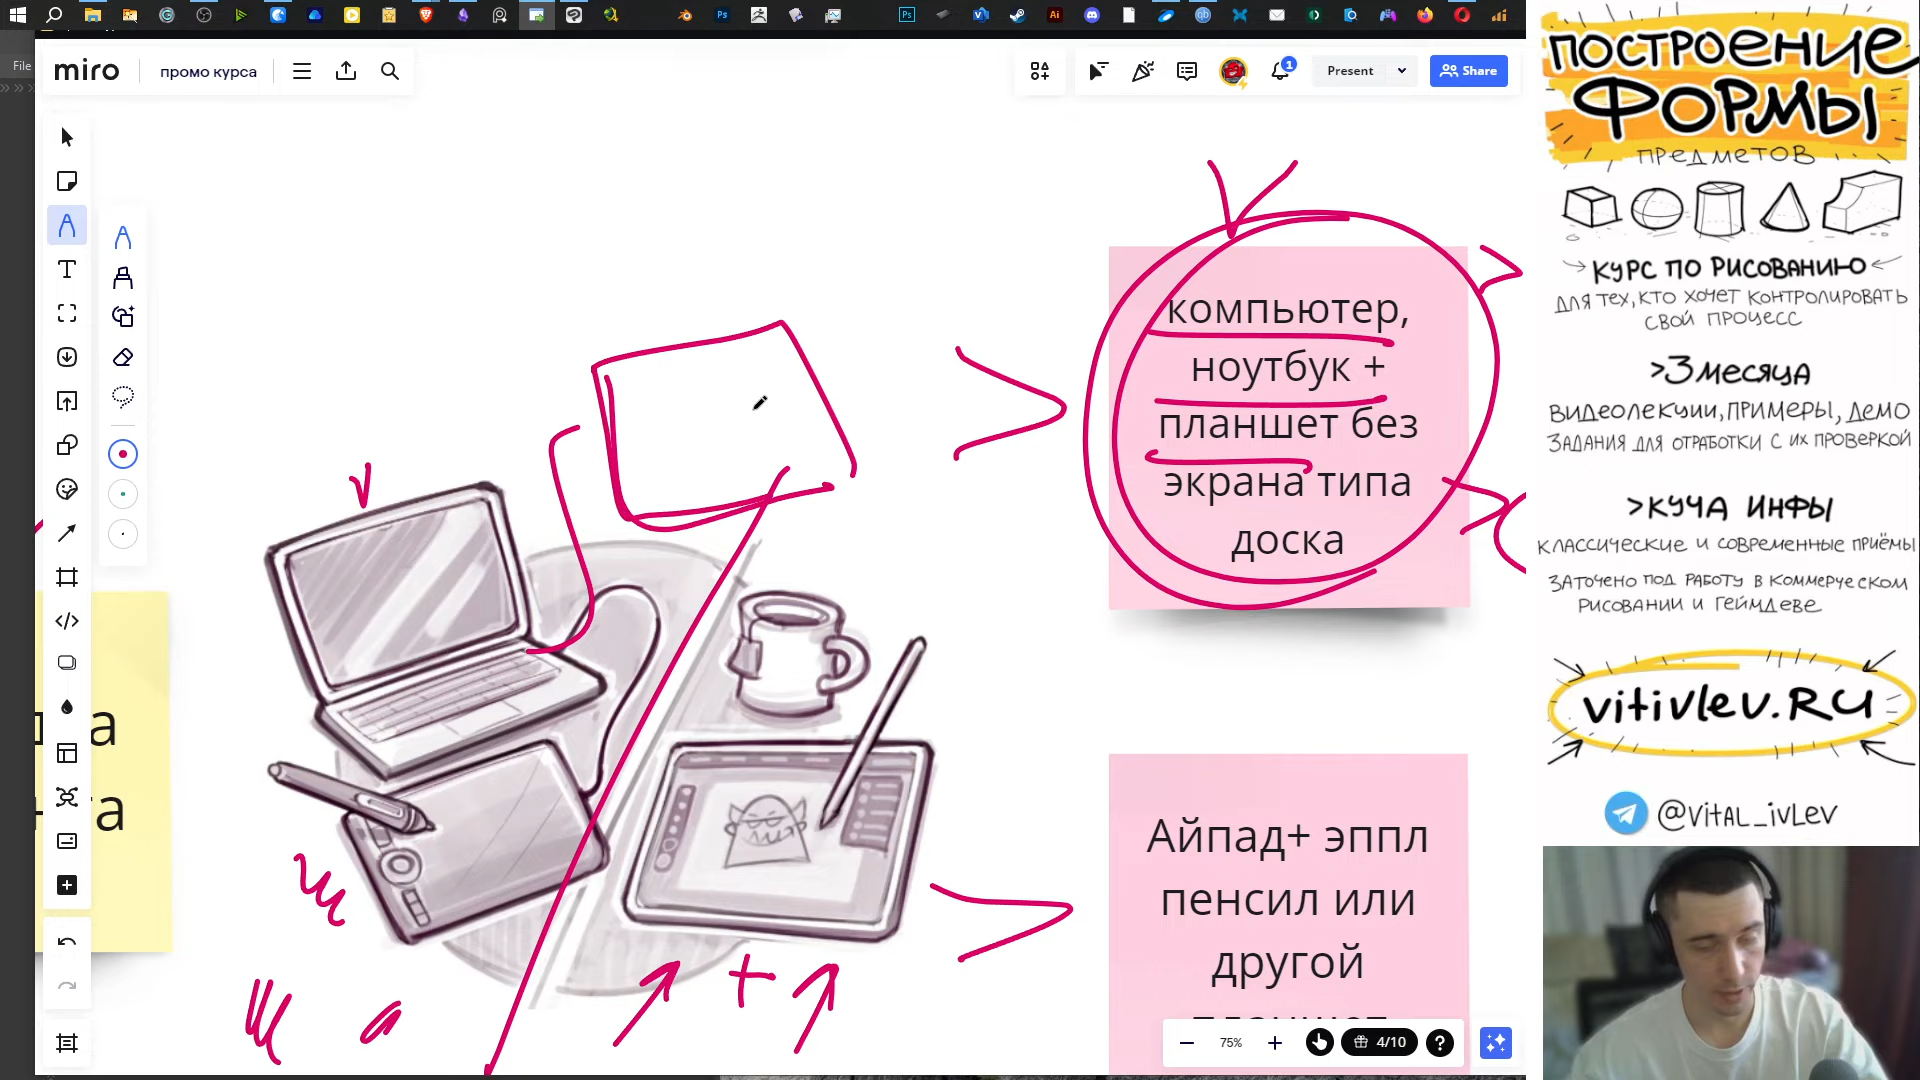 File
miro
промо курса
1
Present
Share
компьютер,
ноутбук +
планшет без
экрана типа
доска
Айпад+ эппл
пенсил или
другой
75%
4/10
ПОСТРОЕНИЕ
ФОРМЫ
ПРЕДМЕТОВ
КУРС ПО РИСОВАНИЮ
ДЛЯ ТЕХ, КТО ХОЧЕТ КОНТРОЛИРОВАТЬ
СВОЙ ПРОЦЕСС
>3 месяца
ВИДЕОЛЕКЦИИ, ПРИМЕРЫ, ДЕМО
ЗАДАНИЯ ДЛЯ ОТРАБОТКИ С ИХ ПРОВЕРКОЙ
>КУЧА ИНФЫ
КЛАССИЧЕСКИЕ И СОВРЕМЕННЫЕ ПРИЁМЫ
ЗАТОЧЕНО ПОД РАБОТУ В КОММЕРЧЕСКОМ
РИСОВАНИИ И ГЕЙМДЕВЕ
vitivlev.RU
@VITAL_IVLEV